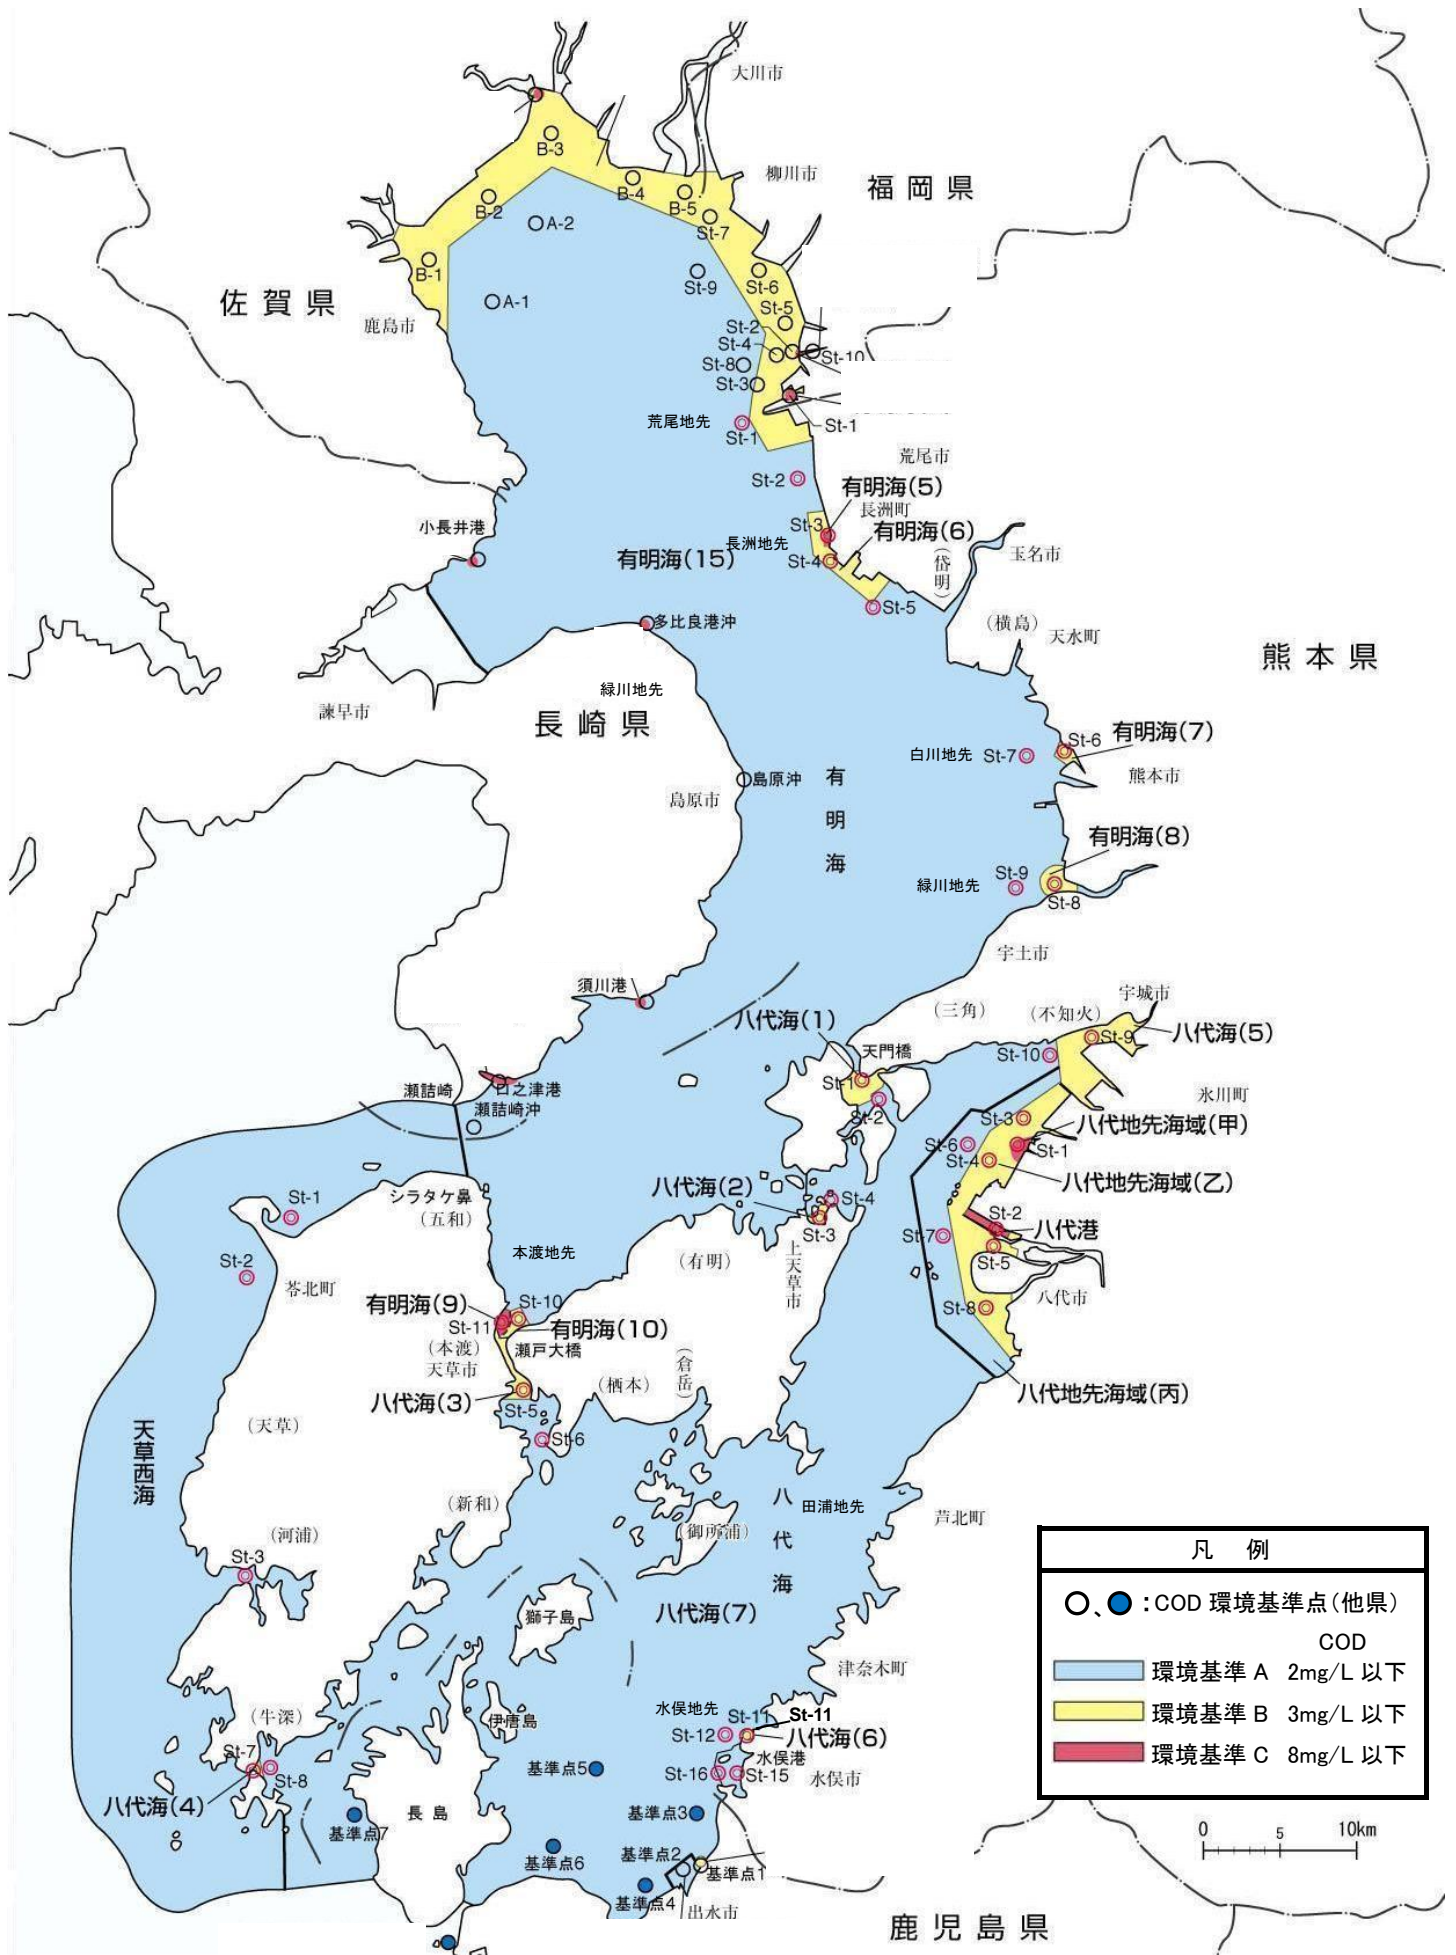 大川市
B-3
柳川市
福岡県
B-4
B-5
B-2
A-2
St-7
B-1
St-9
St-6
佐賀県
A-1
St-5
鹿島市
St-2
St-4
St-10
St-8
St-3
荒尾地先
St-1
St-1
荒尾市
St-2
有明海(5)
長洲町
小長井港
St-3
有明海(6)
長洲地先
有明海(15)
St-4
(岱明)
玉名市
St-5
多比良港沖
(横島)
天水町
熊本県
緑川地先
諫早市
長崎県
St-6
有明海(7)
白川地先
St-7
島原沖
有明海
熊本市
島原市
有明海(8)
St-9
緑川地先
St-8
宇土市
須川港
宇城市
(三角)
(不知火)
八代海(1)
St-9
八代海(5)
天門橋
St-10
St-1
瀬詰崎
口之津港
St-2
氷川町
瀬詰崎沖
St-3
八代地先海域(甲)
St-6
St-1
St-4
八代海(2)
八代地先海域(乙)
St-1
シラタケ鼻
St-4
(五和)
St-3
St-2
八代港
St-7
本渡地先
(有明)
上天草市
St-5
St-2
苓北町
八代市
有明海(9)
St-10
St-8
St-11
有明海(10)
(本渡)
瀬戸大橋
天草市
(倉岳)
(栖本)
八代地先海域(丙)
八代海(3)
St-5
(天草)
St-6
天草西海
(新和)
八代海
田浦地先
芦北町
(河浦)
(御所浦)
St-3
凡 例
獅子島
八代海(7)
○、●:COD 環境基準点(他県)
COD
環境基準 A 2mg/L 以下
環境基準 B 3mg/L 以下
環境基準 C 8mg/L 以下
津奈木町
(牛深)
伊唐島
水俣地先
St-11
St-11
St-12
八代海(6)
St-7
St-8
基準点5
St-16
St-15
水俣港
水俣市
八代海(4)
長島
基準点3
基準点7
0
5
10km
基準点6
基準点2
基準点1
基準点4
出水市
鹿児島県